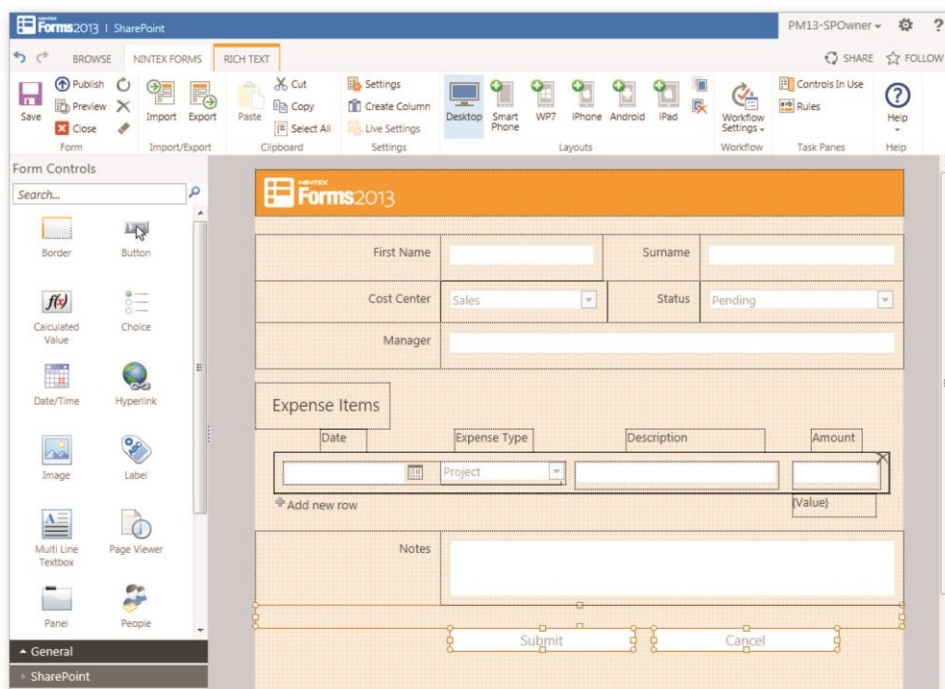 Forms2013 | SharePoint
PM13-SPOwner
?
BROWSE NINTEX FORMS RICH TEXT
SHARE FOLLOW
Save
Publish
Preview
Close
Form
Import Export
Import/Export
Paste
Cut
Copy
Select All
Clipboard
Settings
Create Column
Live Settings
Settings
Desktop Smart Phone WP7 iPhone Android iPad
Layouts
Workflow Settings
Workflow
Controls In Use
Rules
Task Panes
? Help
Help
Form Controls
Search...
Border Button
f(x)
Calculated Value Choice
Date/Time Hyperlink
ABC
Image Label
A
Multi Line Textbox Page Viewer
Panel People
General
SharePoint
NINTEX
Forms2013
First Name Surname
Cost Center Sales Status Pending
Manager
Expense Items
Date Expense Type Description Amount
Project
Add new row {Value}
Notes
Submit Cancel